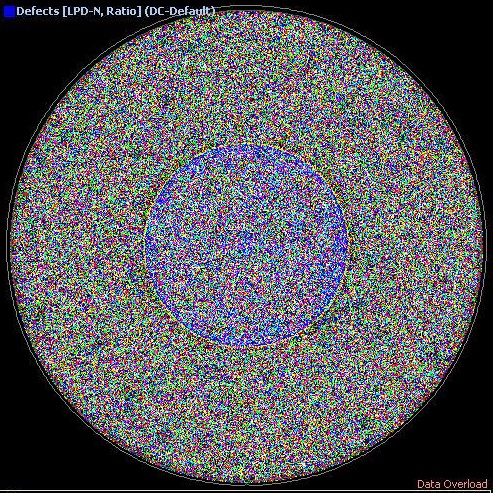 Defects [LPD-N, Ratio] (DC-Default)
Data Overload